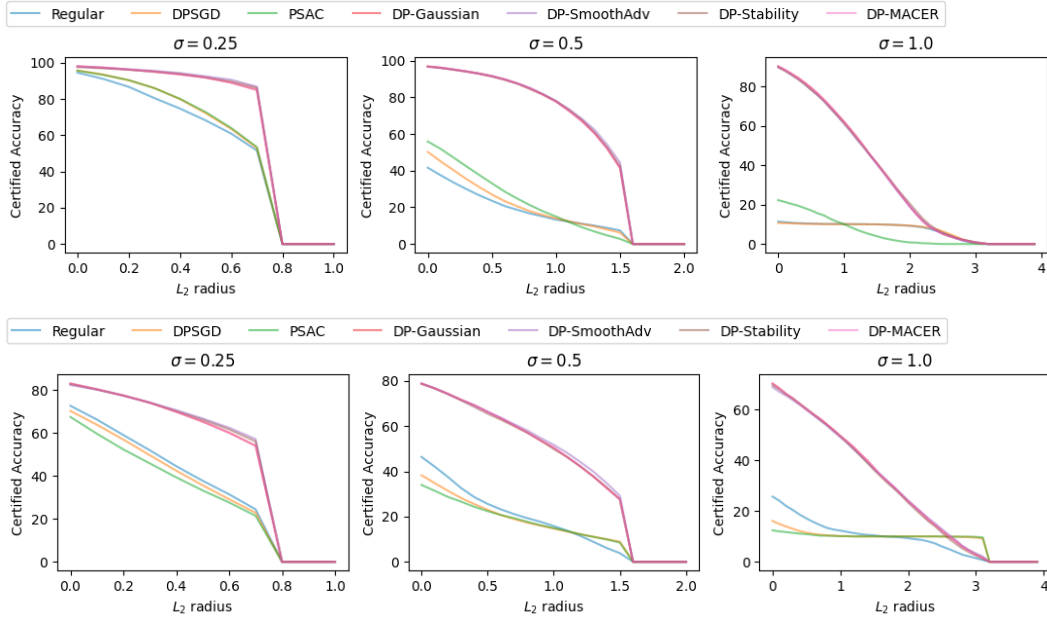 Regular DPSGD PSAC DP-Gaussian DP-SmoothAdv DP-Stability DP-MACER
σ = 0.25
σ = 0.5
σ = 1.0
Certified Accuracy
100
80
60
40
20
0
0.0 0.2 0.4 0.6 0.8 1.0
L2 radius
Certified Accuracy
100
80
60
40
20
0
0.0 0.5 1.0 1.5 2.0
L2 radius
Certified Accuracy
80
60
40
20
0
0 1 2 3 4
L2 radius
Regular DPSGD PSAC DP-Gaussian DP-SmoothAdv DP-Stability DP-MACER
σ = 0.25
σ = 0.5
σ = 1.0
Certified Accuracy
80
60
40
20
0
0.0 0.2 0.4 0.6 0.8 1.0
L2 radius
Certified Accuracy
80
60
40
20
0
0.0 0.5 1.0 1.5 2.0
L2 radius
Certified Accuracy
60
40
20
0
0 1 2 3 4
L2 radius